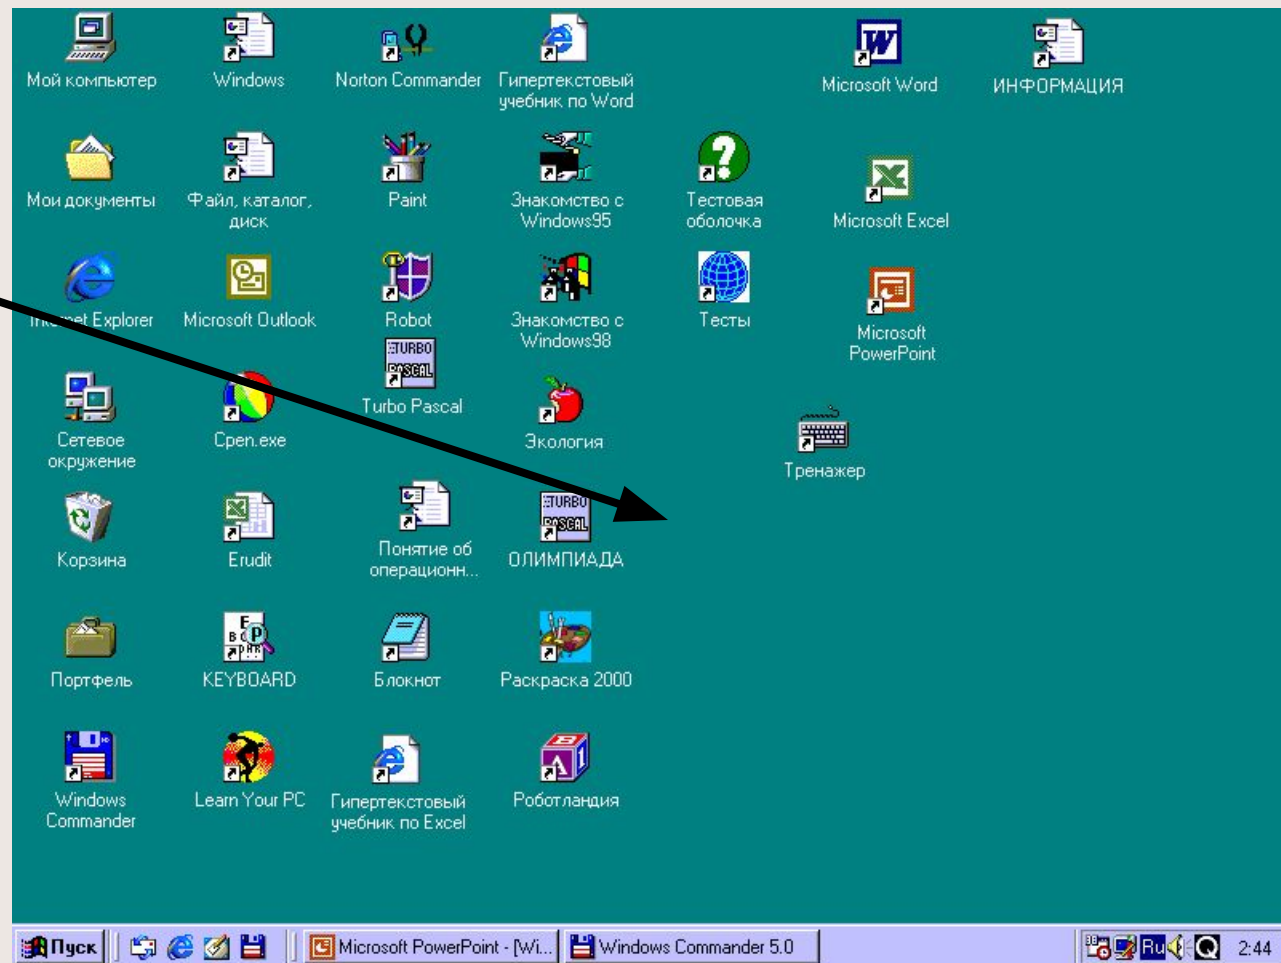 Мой компьютер
Windows
Norton Commander
Гипертекстовый
учебник по Word
Microsoft Word
ИНФОРМАЦИЯ
Мои документы
Файл, каталог,
диск
Paint
Знакомство с
Windows95
Тестовая
оболочка
Microsoft Excel
Internet Explorer
Microsoft Outlook
Robot
Знакомство с
Windows98
Тесты
Microsoft
PowerPoint
TURBO
PASCAL
Turbo Pascal
Сетевое
окружение
Cpen.exe
Экология
Тренажер
Корзина
Erudit
Понятие об
операционн...
TURBO
PASCAL
ОЛИМПИАДА
Портфель
KEYBOARD
Блокнот
Раскраска 2000
Windows
Commander
Learn Your PC
Гипертекстовый
учебник по Excel
Роботландия
Пуск
Microsoft PowerPoint - [Wi...
Windows Commander 5.0
Ru
2:44